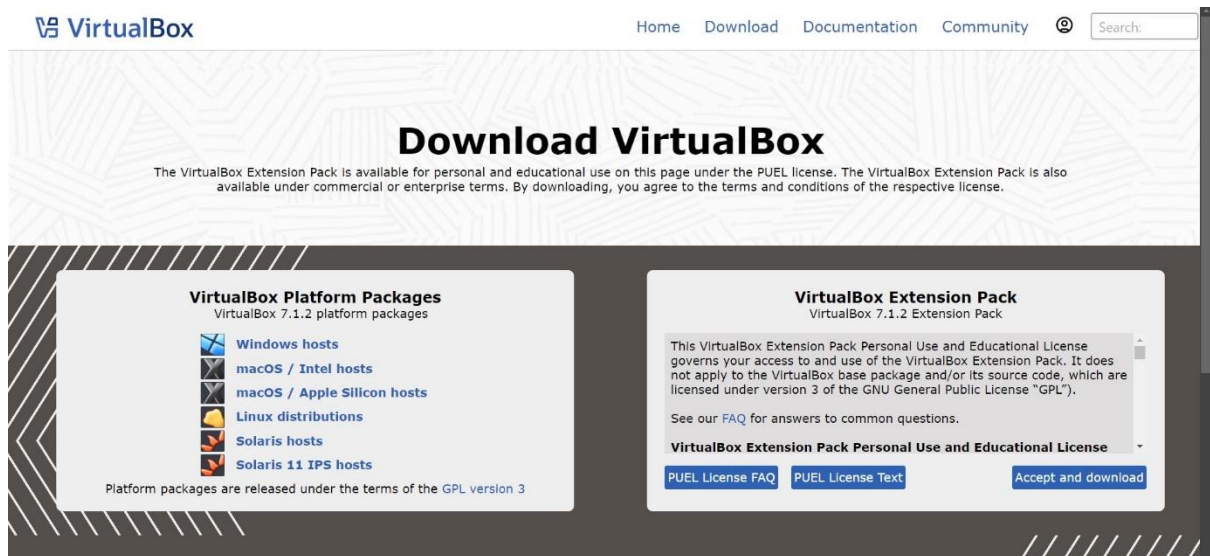 VirtualBox
Home Download Documentation Community Search:
Download VirtualBox
The VirtualBox Extension Pack is available for personal and educational use on this page under the PUEL license. The VirtualBox Extension Pack is also
available under commercial or enterprise terms. By downloading, you agree to the terms and conditions of the respective license.
VirtualBox Platform Packages
VirtualBox 7.1.2 platform packages
Windows hosts
macOS / Intel hosts
macOS / Apple Silicon hosts
Linux distributions
Solaris hosts
Solaris 11 IPS hosts
Platform packages are released under the terms of the GPL version 3
VirtualBox Extension Pack
VirtualBox 7.1.2 Extension Pack
This VirtualBox Extension Pack Personal Use and Educational License
governs your access to and use of the VirtualBox Extension Pack. It does
not apply to the VirtualBox base package and/or its source code, which are
licensed under version 3 of the GNU General Public License “GPL”).
See our FAQ for answers to common questions.
VirtualBox Extension Pack Personal Use and Educational License
PUEL License FAQ PUEL License Text Accept and download